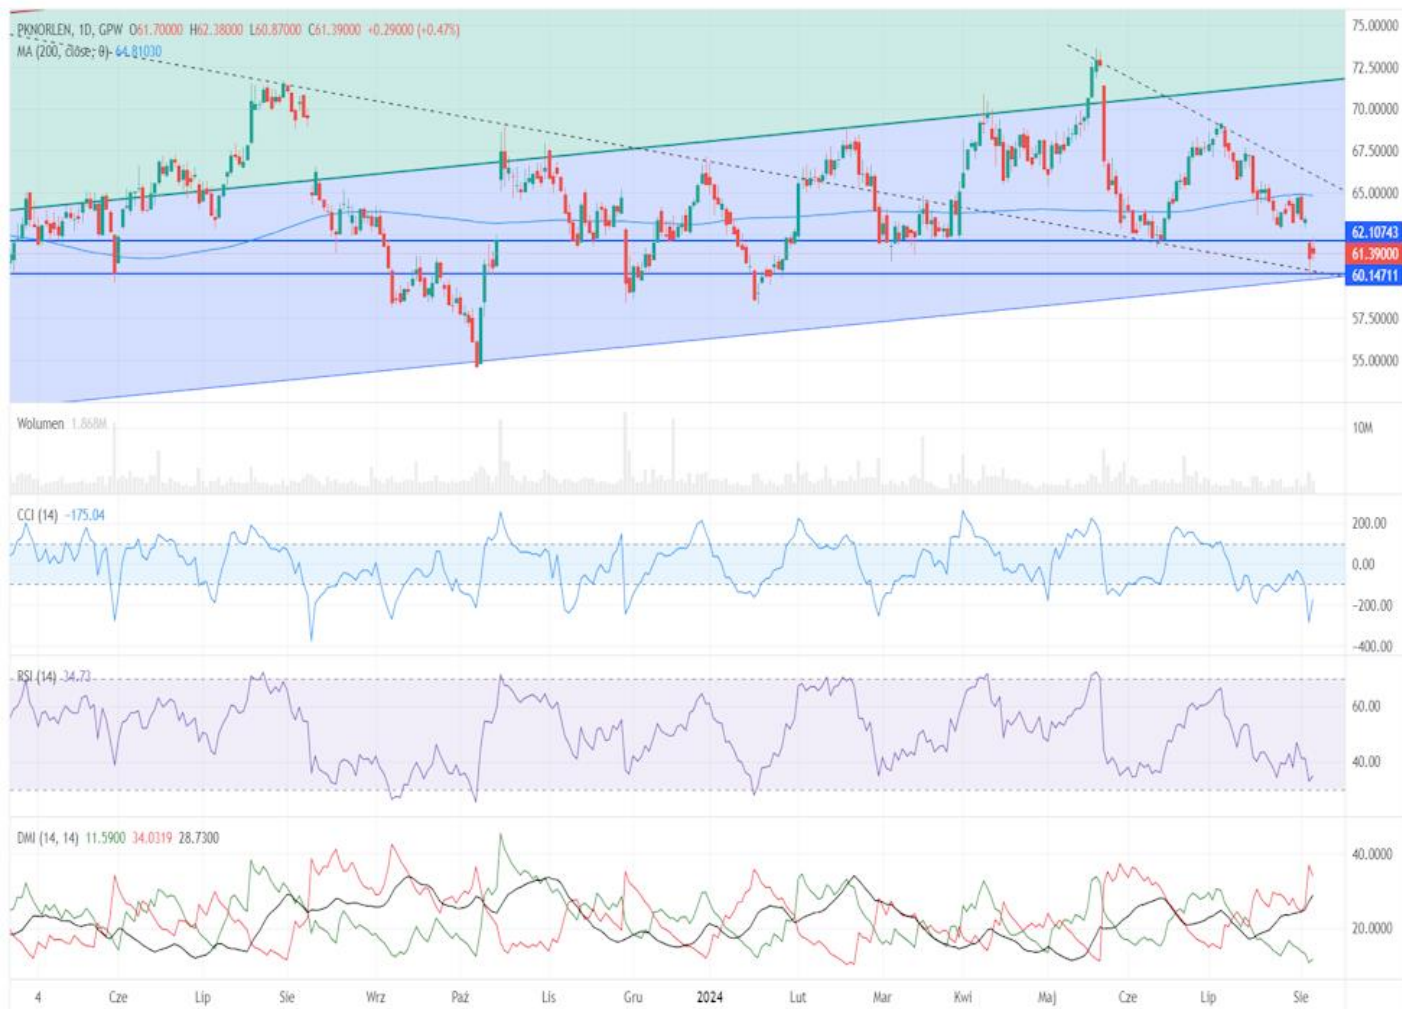 PKNORLEN, 1D, GPW O61.70000 H62.38000 L60.87000 C61.39000 +0.29000 (+0.47%)
MA (200, close, 0) 64.81030
75.00000
72.50000
70.00000
67.50000
65.00000
62.10743
61.39000
60.14711
57.50000
55.00000
Wolumen 1.868M
10M
CCI (14) -175.04
200.00
0.00
-200.00
-400.00
RSI (14) 34.73
60.00
40.00
DMI (14, 14) 11.5900 34.0319 28.7300
40.0000
20.0000
4 Cze Lip Sie Wrz Paź Lis Gru 2024 Lut Mar Kwi Maj Cze Lip Sie